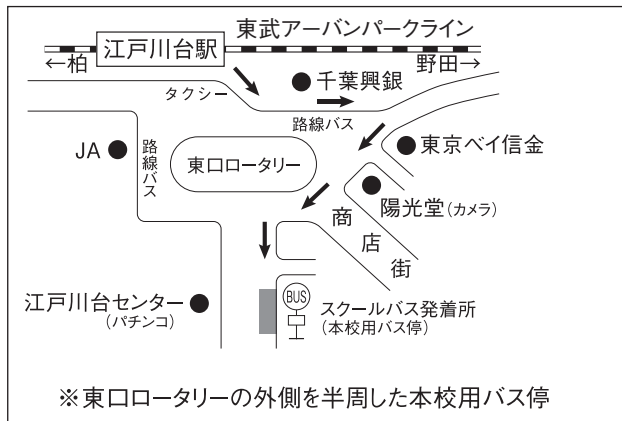 東武アーバンパークライン
江戸川台駅
←柏
野田→
千葉興銀
タクシー
路線バス
JA
路線バス
東口ロータリー
東京ベイ信金
陽光堂(カメラ)
商店街
江戸川台センター
(パチンコ)
BUS
スクールバス発着所
(本校用バス停)
※東口ロータリーの外側を半周した本校用バス停